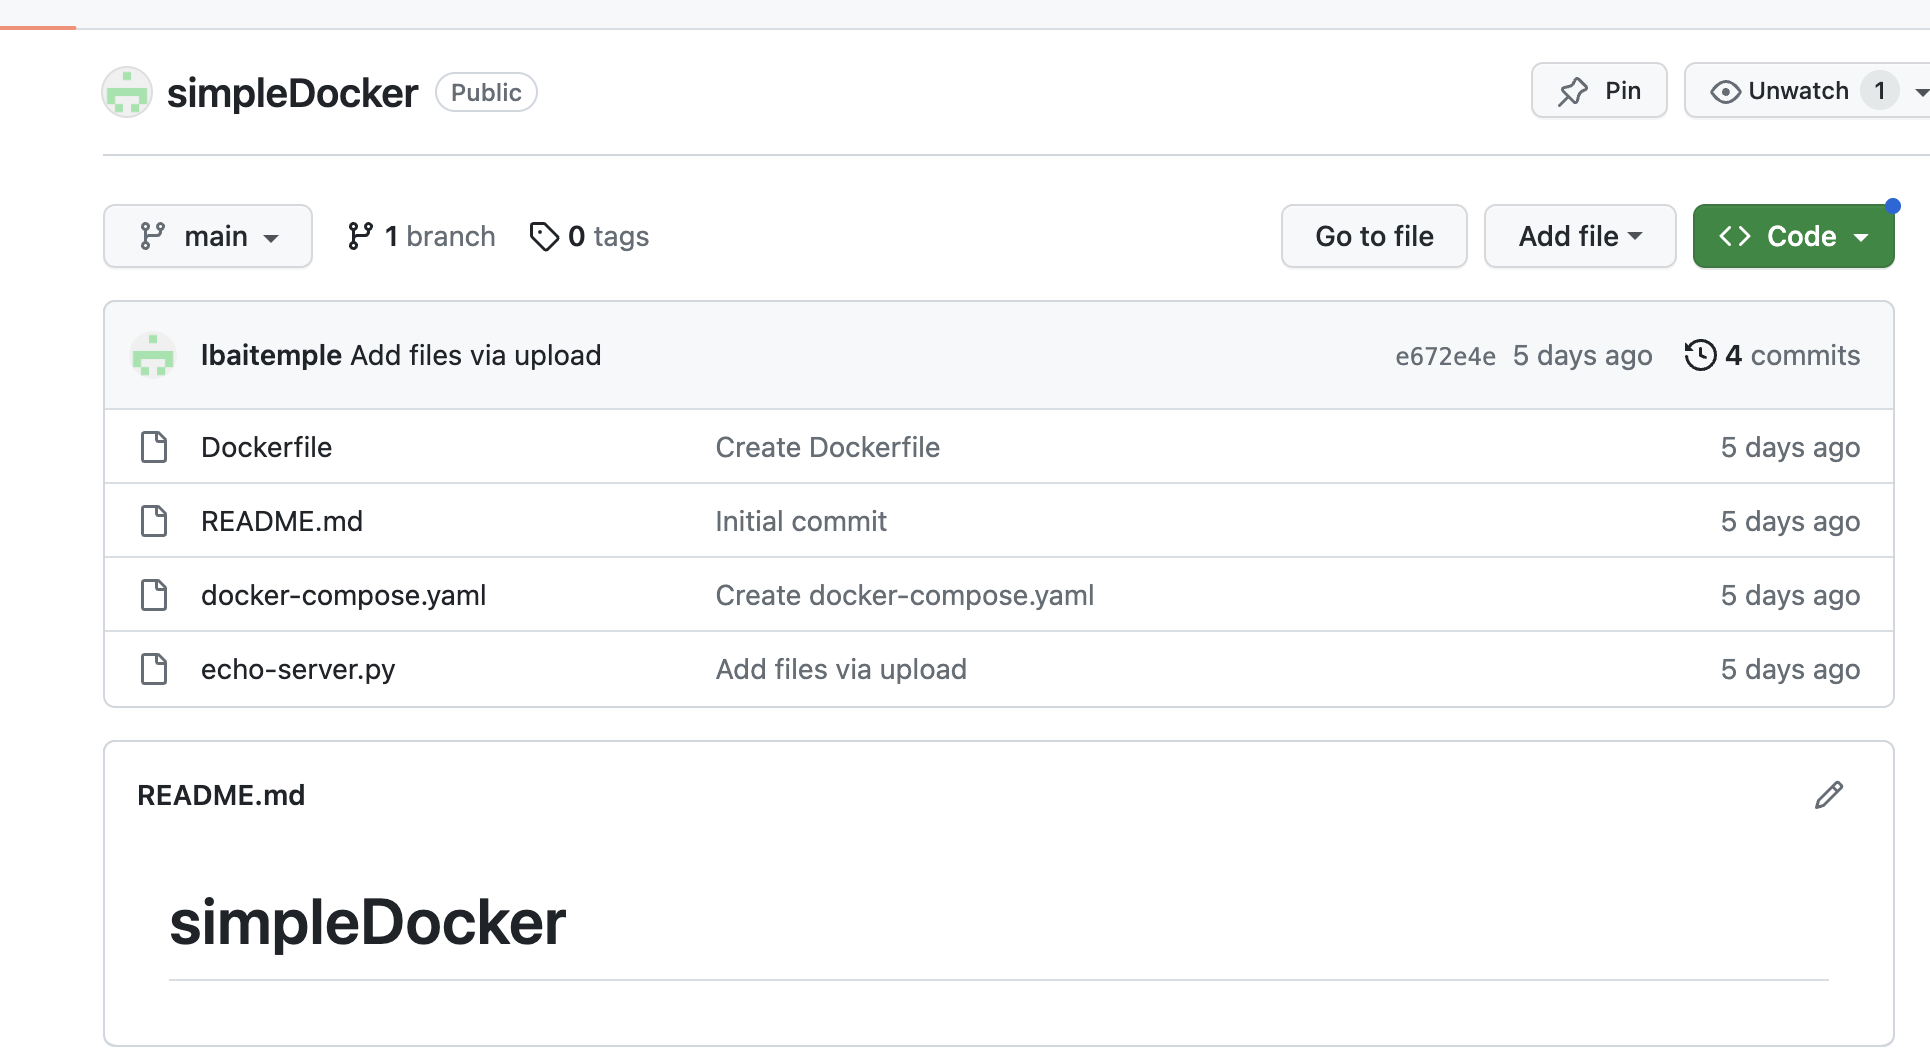 simpleDocker Public Pin Unwatch 1
main 1 branch 0 tags Go to file Add file Code
lbaitemple Add files via upload e672e4e 5 days ago 4 commits
Dockerfile Create Dockerfile 5 days ago
README.md Initial commit 5 days ago
docker-compose.yaml Create docker-compose.yaml 5 days ago
echo-server.py Add files via upload 5 days ago
README.md
simpleDocker